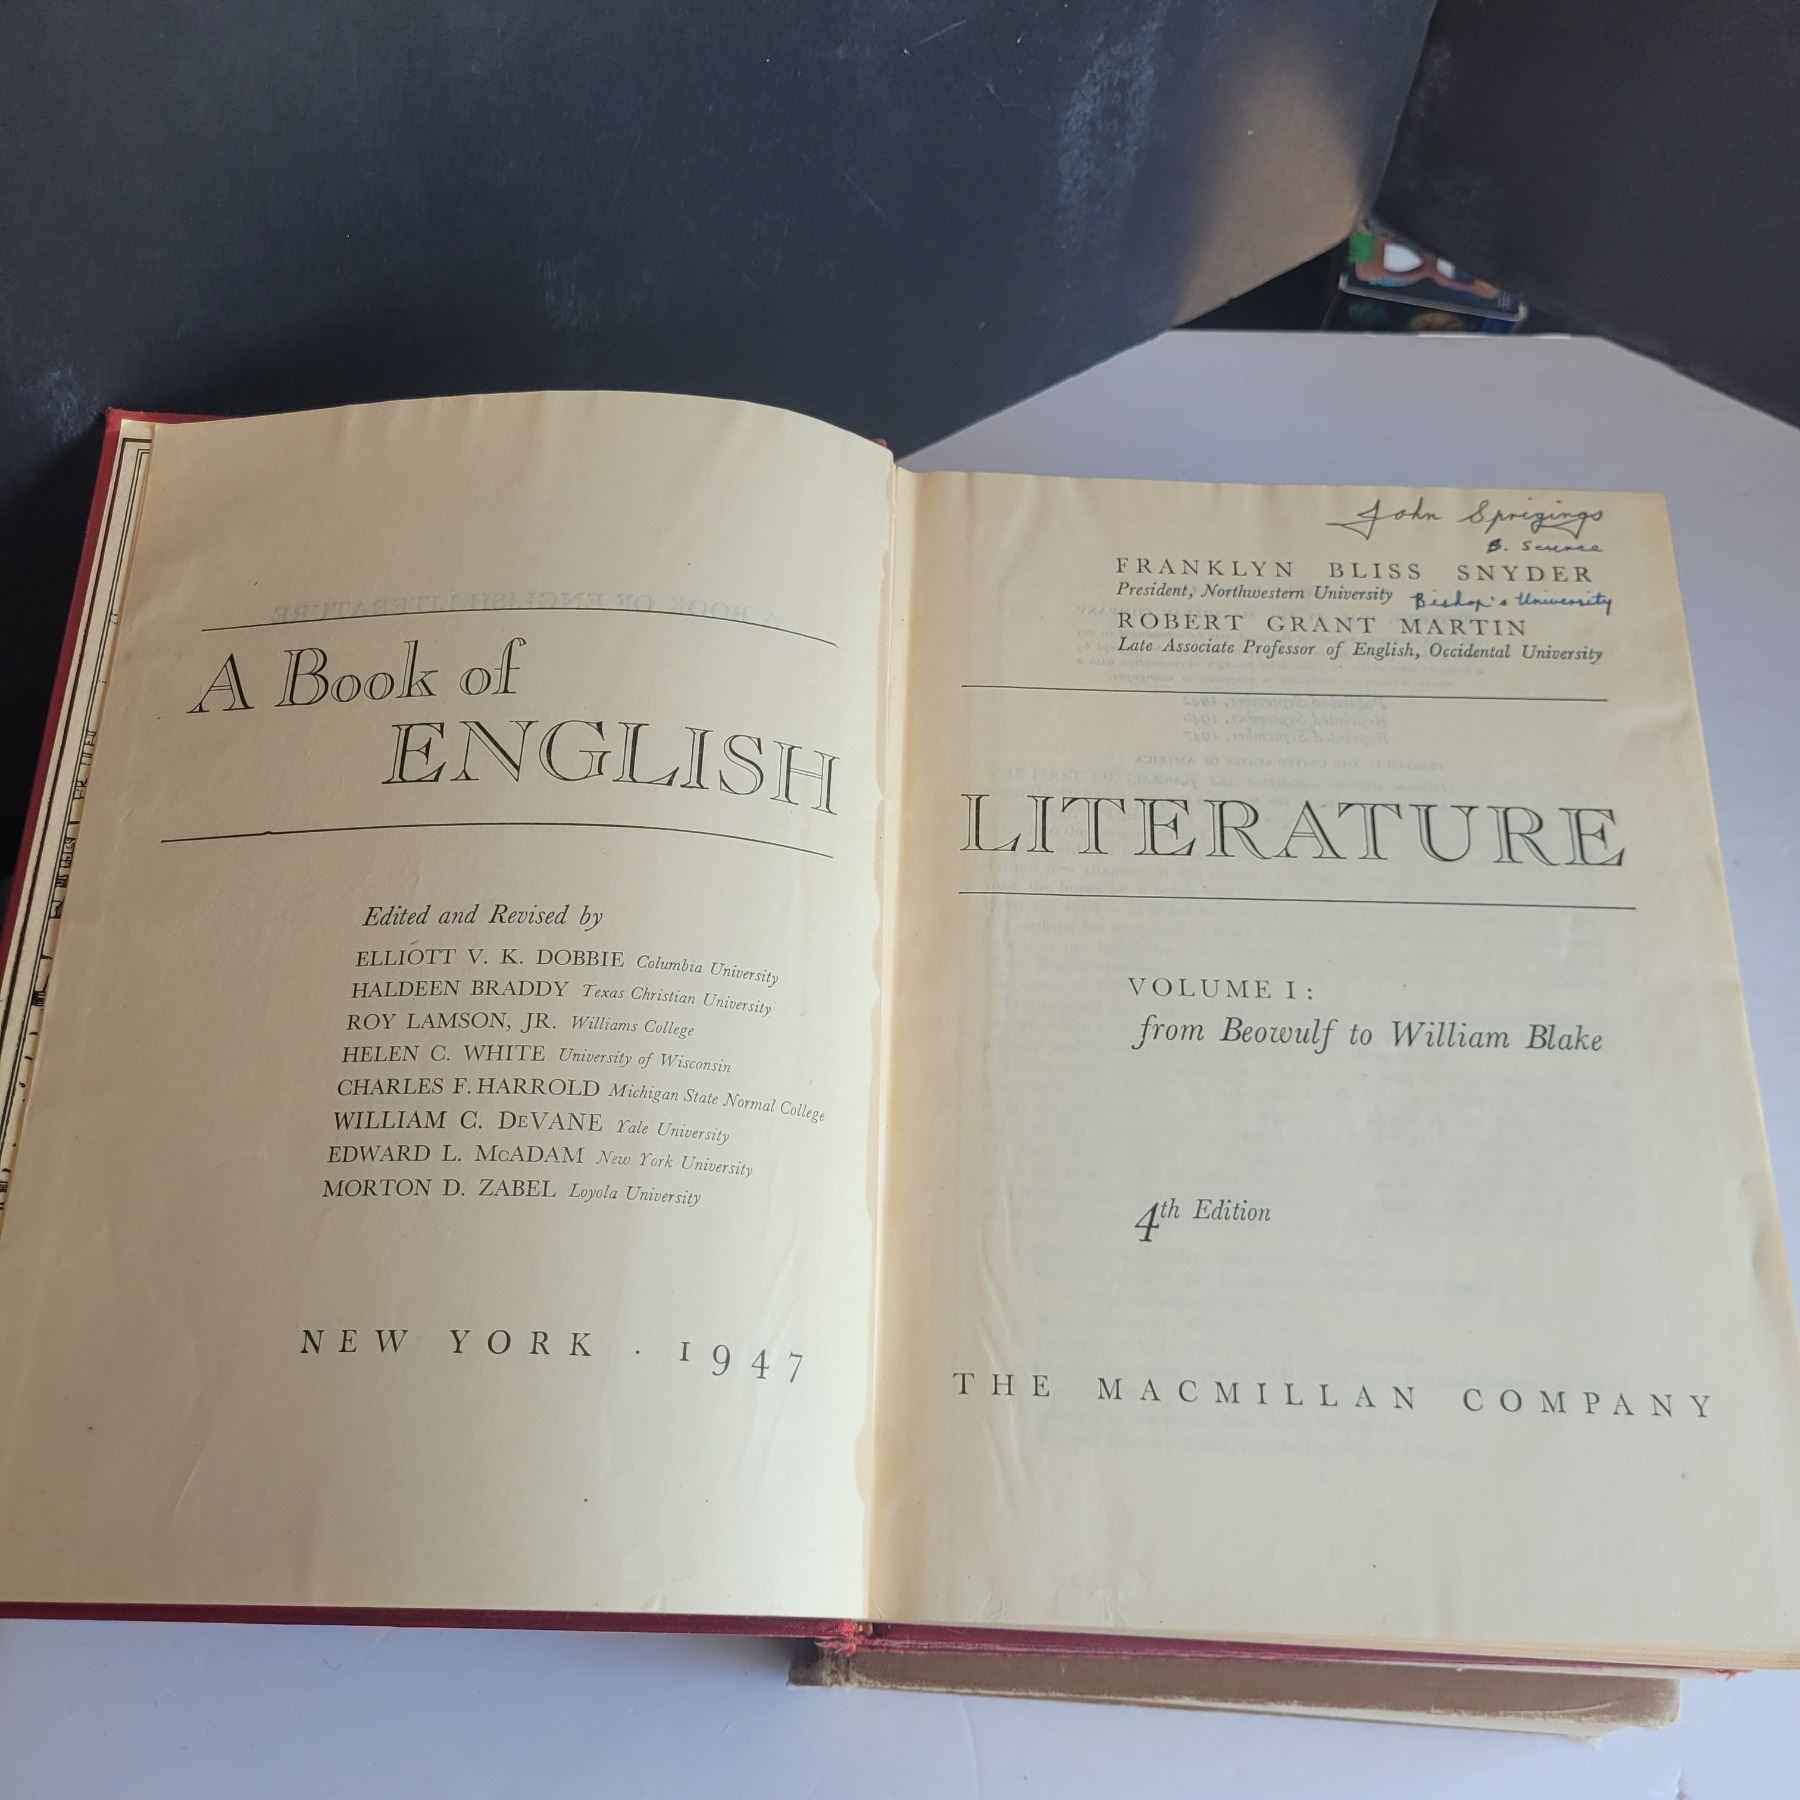 A Book of
ENGLISH
Edited and Revised by
ELLIOTT V. K. DOBBIE Columbia University
HALDEEN BRADDY Texas Christian University
ROY LAMSON, JR. Williams College
HELEN C. WHITE University of Wisconsin
CHARLES F. HARROLD Michigan State Normal College
WILLIAM C. DEVANE Yale University
EDWARD L. MCADAM New York University
MORTON D. ZABEL Loyola University
NEW YORK · 1947
John Sprigings
B. Science
FRANKLYN BLISS SNYDER
President, Northwestern University Bishop's University
ROBERT GRANT MARTIN
Late Associate Professor of English, Occidental University
LITERATURE
VOLUME I:
from Beowulf to William Blake
4th Edition
THE MACMILLAN COMPANY